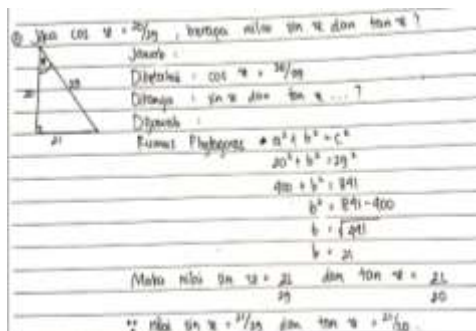 Jika cos α = 20/29, berapa nilai sin α dan tan α ?
Jawab :
Diketahui : cos α = 20/29
Ditanya : sin α dan tan α ... ?
Dijawab :
Rumus Phytagoras • a² + b² = c²
20² + b² = 29²
400 + b² = 841
b² = 841 - 400
b = √441
b = 21
Maka nilai sin α = 21/29 dan tan α = 21/20
∴ nilai sin α = 21/29 dan tan α = 21/20
α
20
29
21